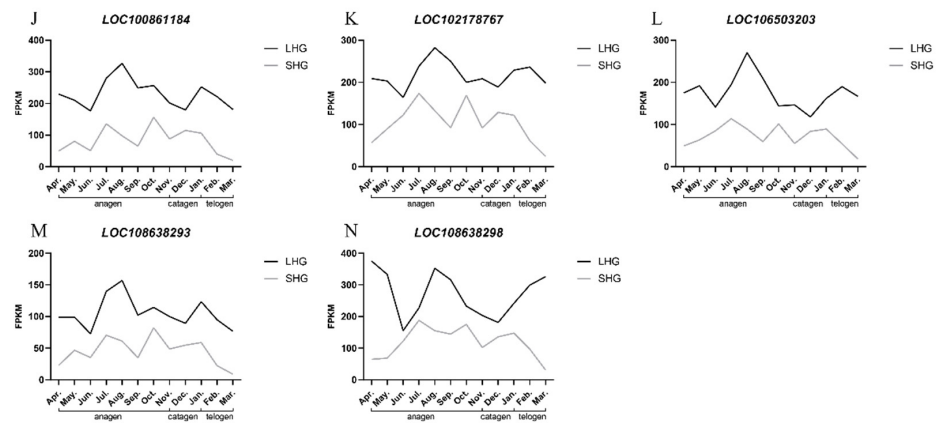 J
LOC100861184
400
300
200
100
0
FPKM
LHG
SHG
Apr. May. Jun. Jul. Aug. Sep. Oct. Nov. Dec. Jan. Feb. Mar.
anagen catagen telogen
K
LOC102178767
300
200
100
0
FPKM
LHG
SHG
Apr. May. Jun. Jul. Aug. Sep. Oct. Nov. Dec. Jan. Feb. Mar.
anagen catagen telogen
L
LOC106503203
300
200
100
0
FPKM
LHG
SHG
Apr. May. Jun. Jul. Aug. Sep. Oct. Nov. Dec. Jan. Feb. Mar.
anagen catagen telogen
M
LOC108638293
200
150
100
50
0
FPKM
LHG
SHG
Apr. May. Jun. Jul. Aug. Sep. Oct. Nov. Dec. Jan. Feb. Mar.
anagen catagen telogen
N
LOC108638298
400
300
200
100
0
FPKM
LHG
SHG
Apr. May. Jun. Jul. Aug. Sep. Oct. Nov. Dec. Jan. Feb. Mar.
anagen catagen telogen